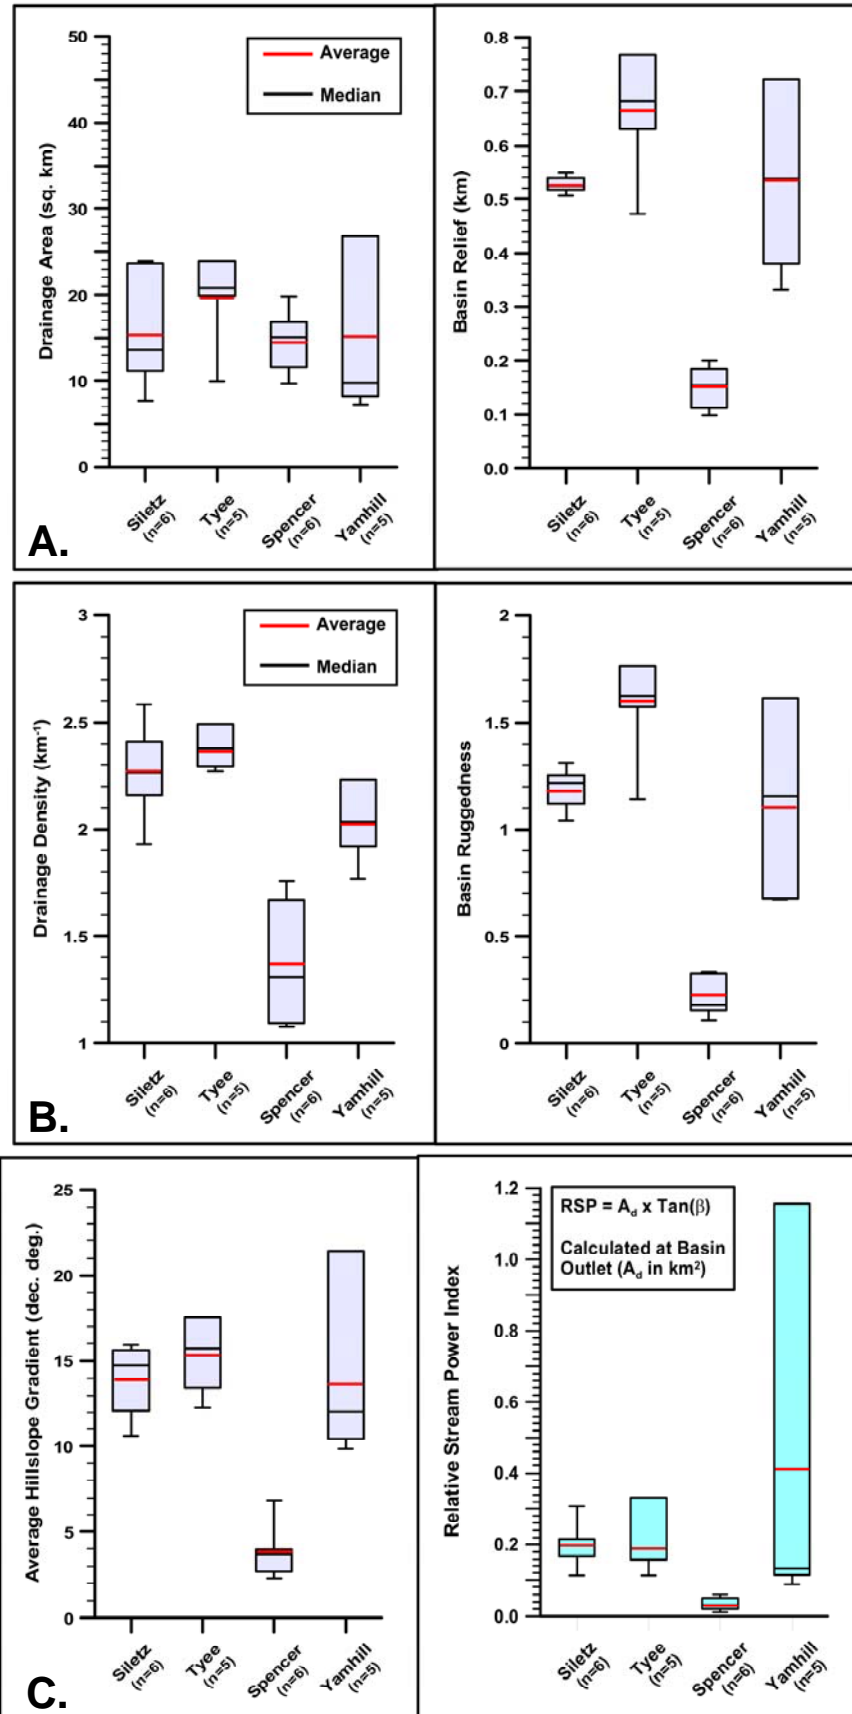 50
40
30
20
10
0
Drainage Area (sq. km)
Average
Median
Siletz
(n=6)
Tyee
(n=5)
Spencer
(n=6)
Yamhill
(n=5)
A.
0.8
0.7
0.6
0.5
0.4
0.3
0.2
0.1
0.0
Basin Relief (km)
Siletz
(n=6)
Tyee
(n=5)
Spencer
(n=6)
Yamhill
(n=5)
3
2.5
2
1.5
1
Drainage Density (km⁻¹)
Average
Median
Siletz
(n=6)
Tyee
(n=5)
Spencer
(n=6)
Yamhill
(n=5)
B.
2
1.5
1
0.5
0
Basin Ruggedness
Siletz
(n=6)
Tyee
(n=5)
Spencer
(n=6)
Yamhill
(n=5)
25
20
15
10
5
0
Average Hillslope Gradient (dec. deg.)
Siletz
(n=6)
Tyee
(n=5)
Spencer
(n=6)
Yamhill
(n=5)
C.
1.2
1.0
0.8
0.6
0.4
0.2
0.0
Relative Stream Power Index
RSP = A_d x Tan(β)
Calculated at Basin
Outlet (A_d in km²)
Siletz
(n=6)
Tyee
(n=5)
Spencer
(n=6)
Yamhill
(n=5)